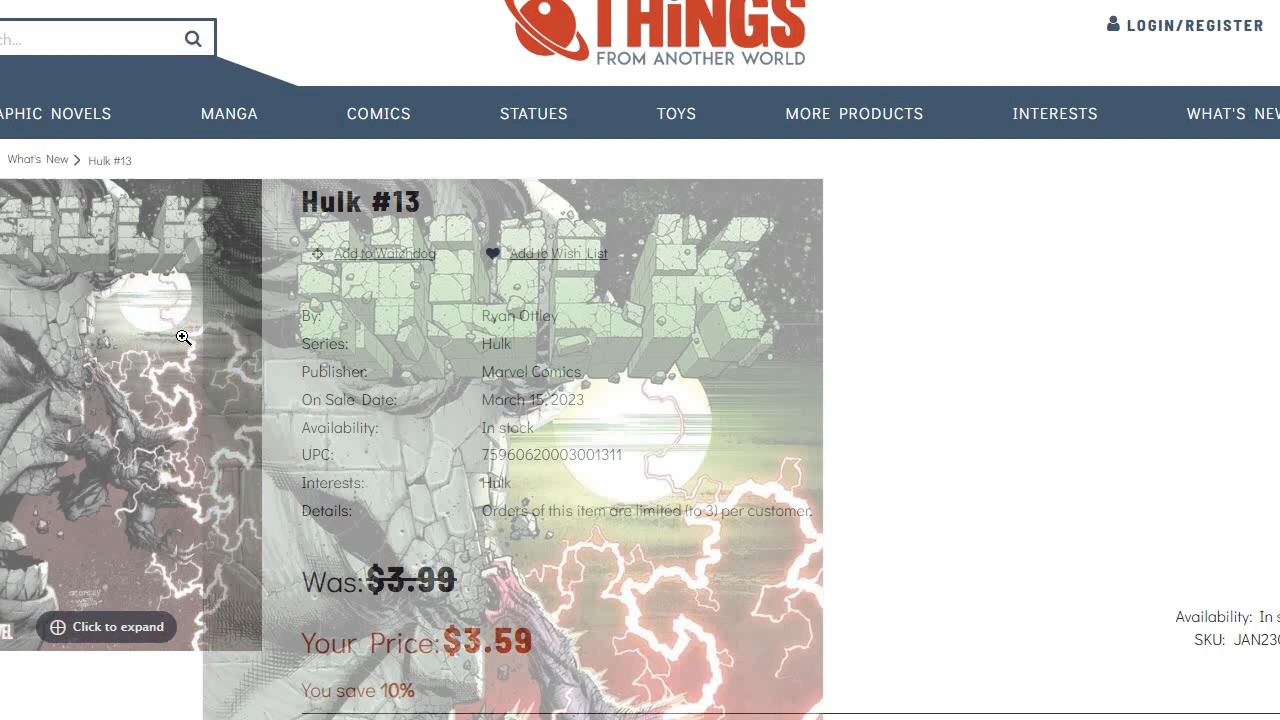 THiNGS
FROM ANOTHER WORLD
ch...
LOGIN/REGISTER
APHIC NOVELS MANGA COMICS STATUES TOYS MORE PRODUCTS INTERESTS WHAT'S NEW
What's New > Hulk #13
Hulk #13
Add to Watchdog Add to Wish List
HULK
By: Ryan Ottley
Series: Hulk
Publisher: Marvel Comics
On Sale Date: March 15, 2023
Availability: In stock
UPC: 75960620003001311
Interests: Hulk
Details: Orders of this item are limited (to 3) per customer.
Was: $3.99
Your Price: $3.59
You save 10%
Click to expand
VEL
Availability: In s
SKU: JAN230